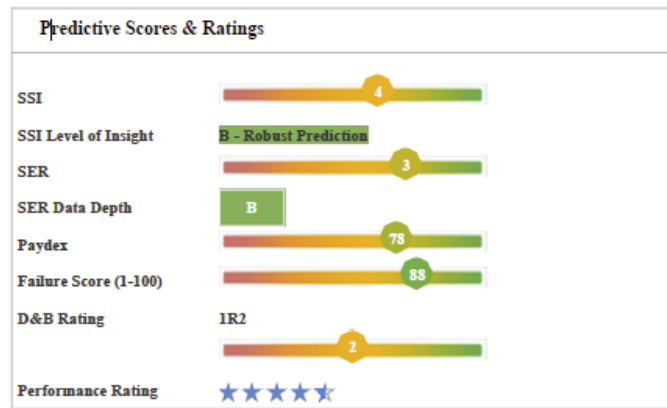 Predictive Scores & Ratings
SSI 4
SSI Level of Insight B - Robust Prediction
SER 3
SER Data Depth B
Paydex 78
Failure Score (1-100) 88
D&B Rating 1R2
2
Performance Rating